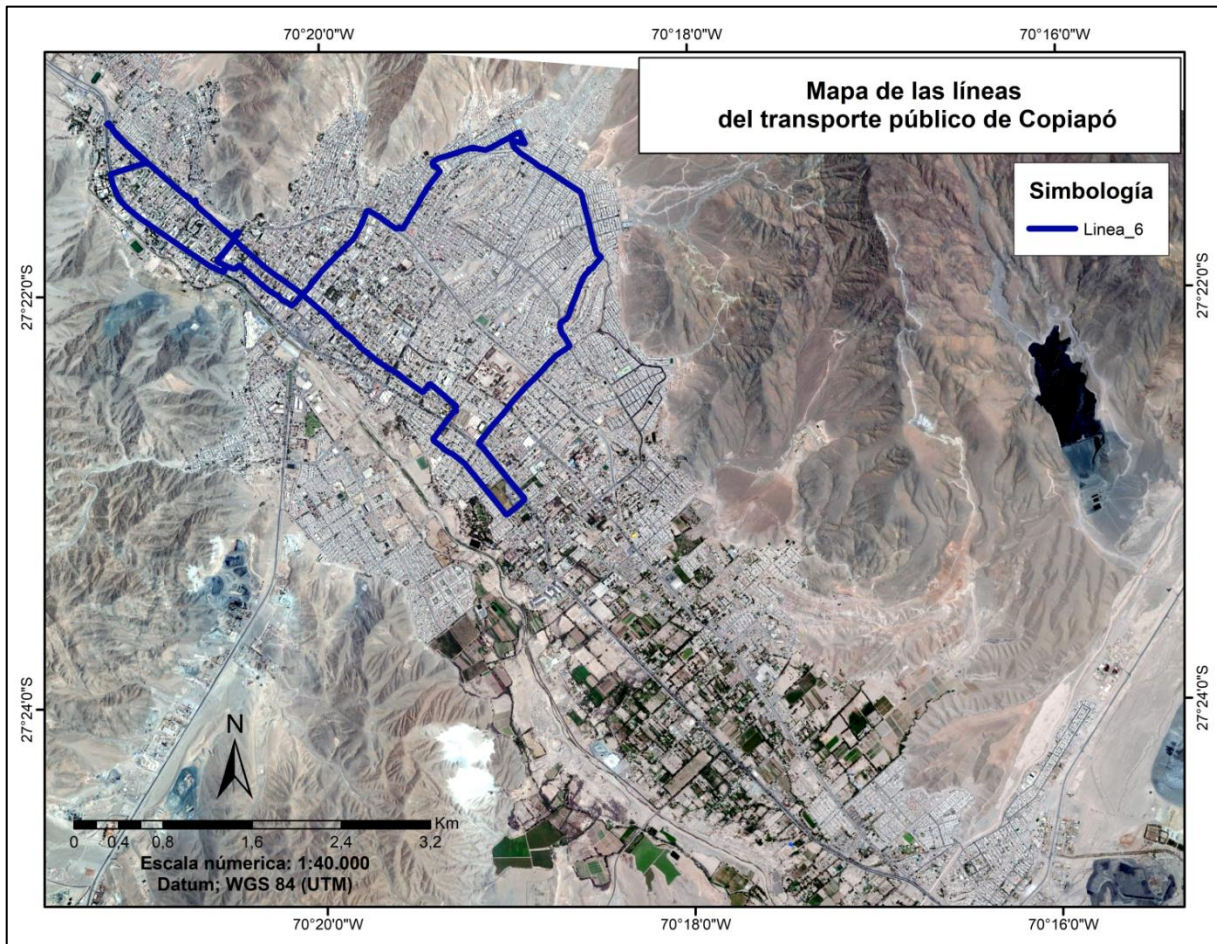 70°20'0"W
70°18'0"W
70°16'0"W
Mapa de las líneas
del transporte público de Copiapó
Simbología
Linea_6
27°22'0"S
27°22'0"S
27°24'0"S
27°24'0"S
N
Km
0 0,4 0,8 1,6 2,4 3,2
Escala númerica: 1:40.000
Datum; WGS 84 (UTM)
70°20'0"W
70°18'0"W
70°16'0"W